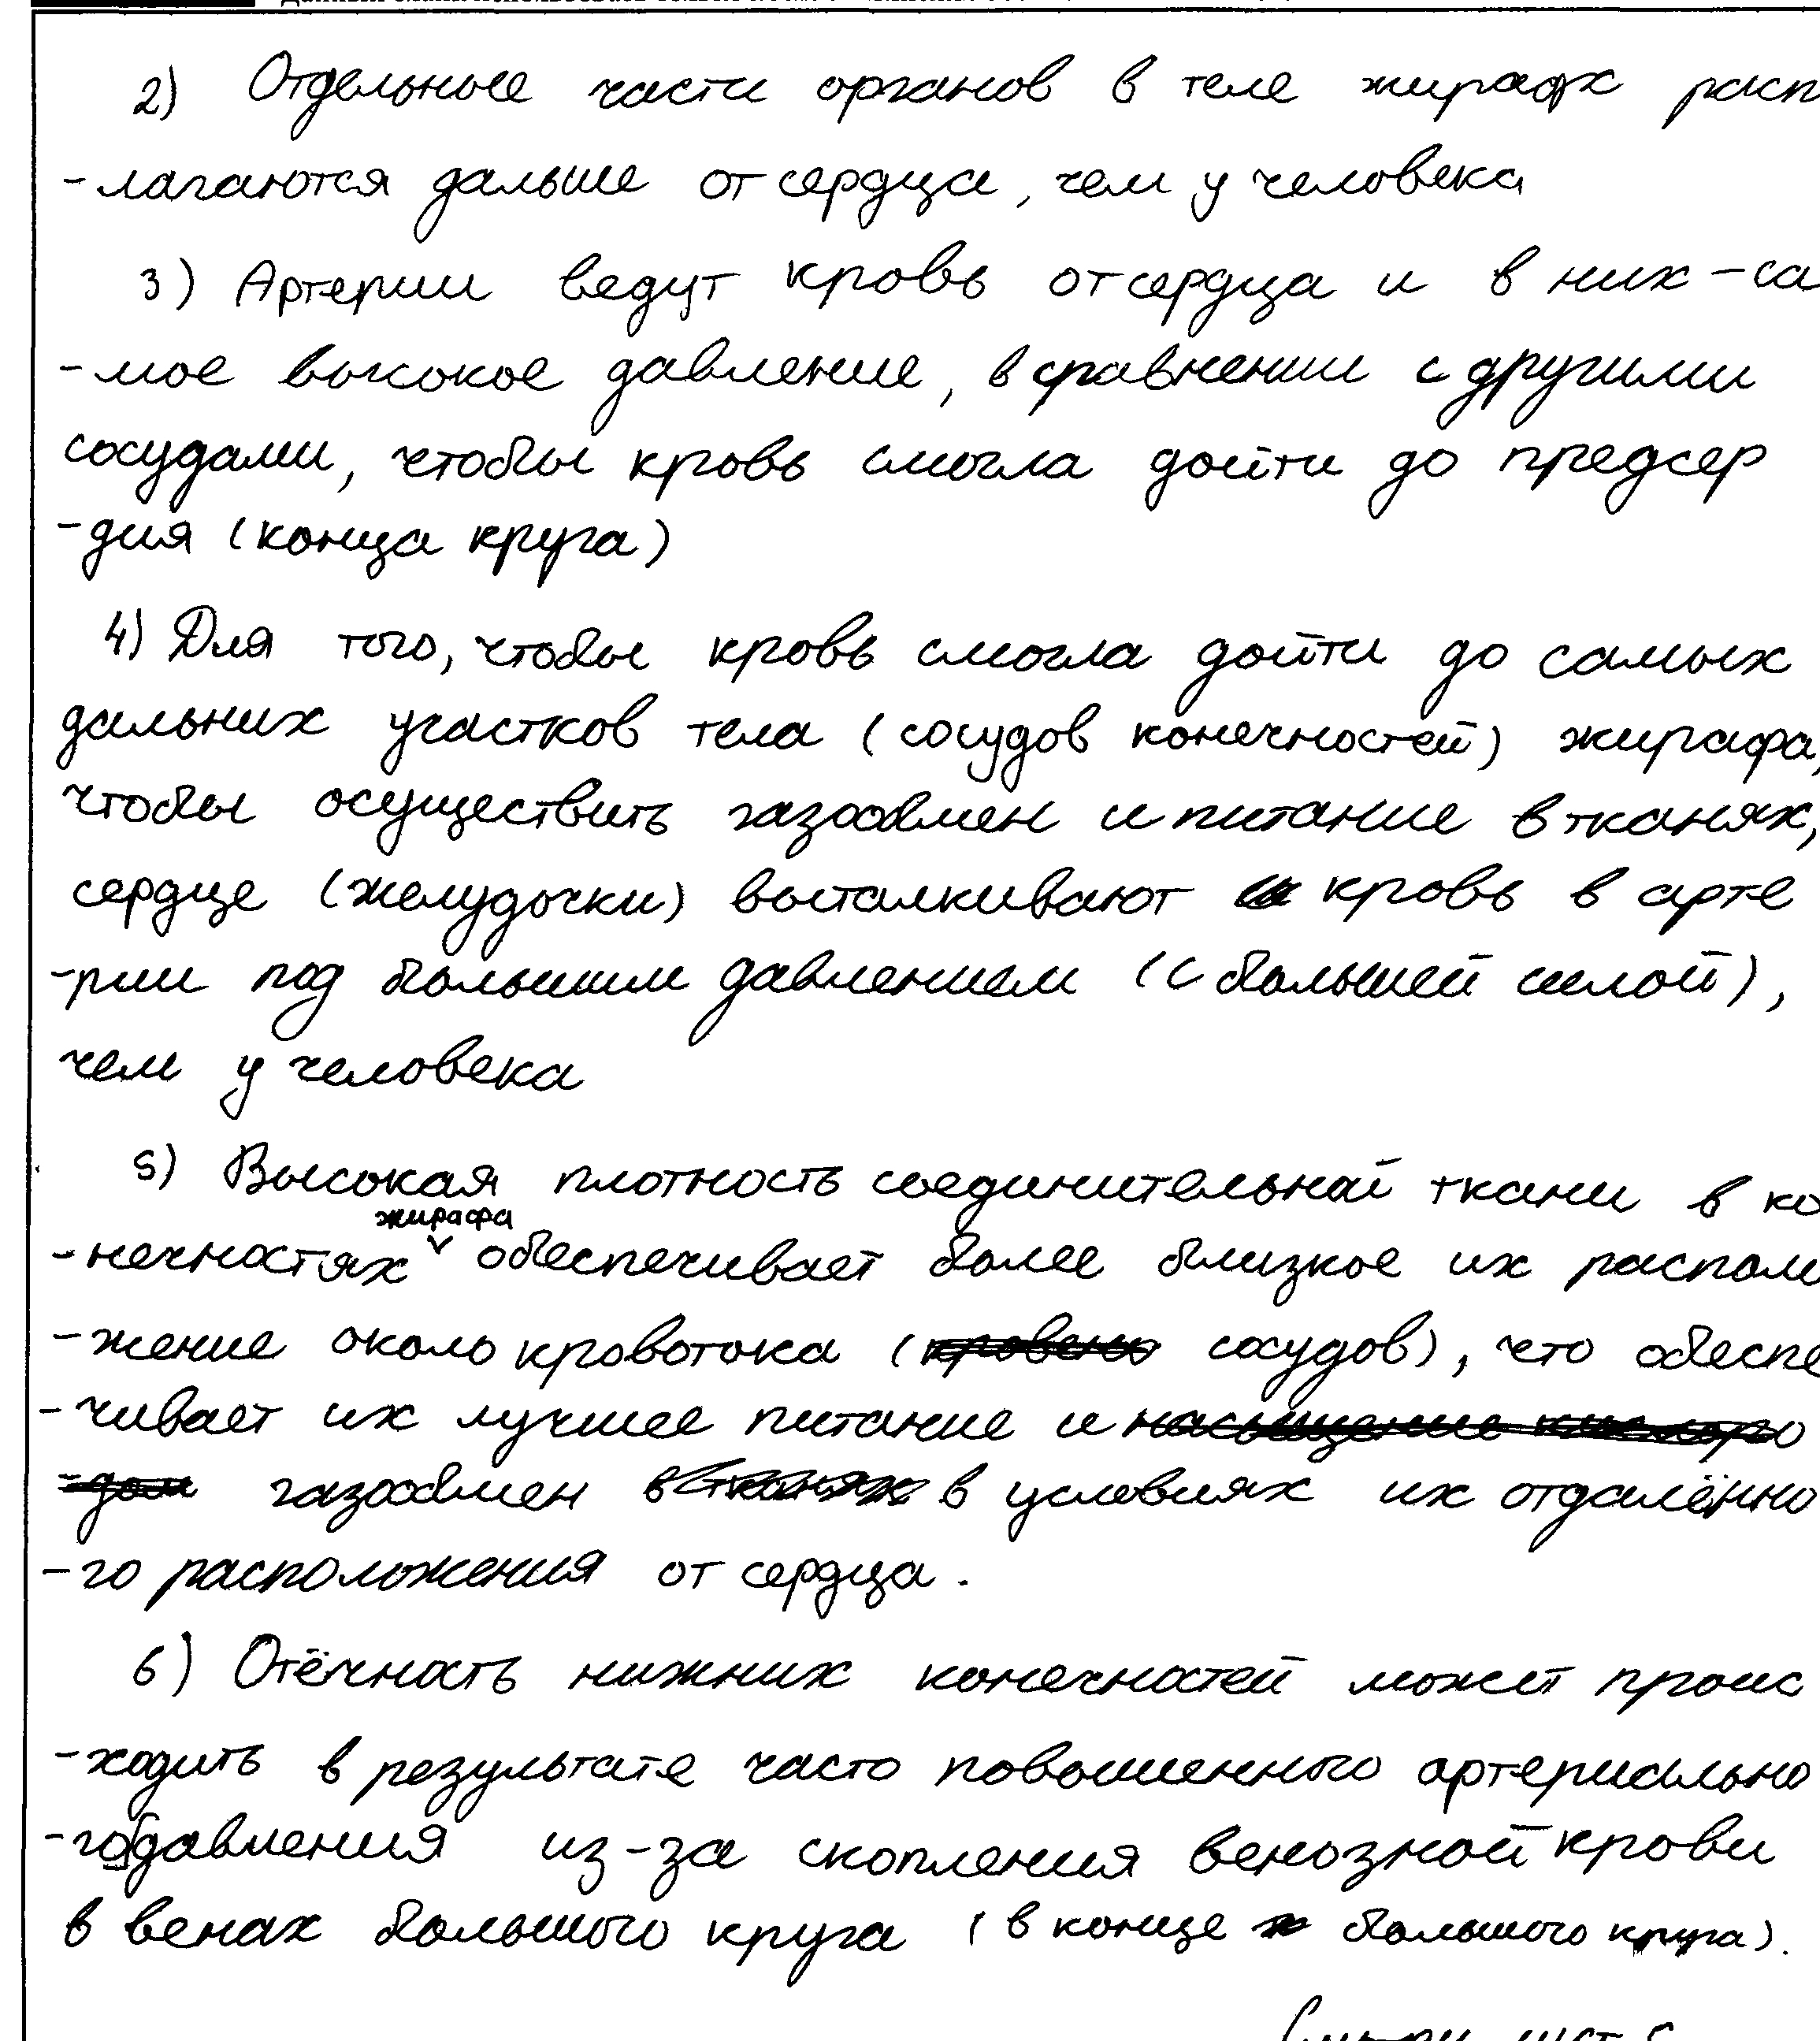 2) Отдельные части органов в теле жирафа расп
-лагаются дальше от сердца, чем у человека
3) Артерии ведут кровь от сердца и в них - са
-мое высокое давление, в сравнении с другими
сосудами, чтобы кровь смогла дойти до предсер
-дия (конца круга)
4) Для того, чтобы кровь смогла дойти до самых
дальних участков тела (сосудов конечностей) жирафа,
чтобы осуществить газообмен и питание в тканях,
сердце (желудочки) выталкивают кровь в арте
-рии под большим давлением (с большей силой),
чем у человека
5) Высокая плотность соединительной ткани в ко
жирафа
-нечностях обеспечивает более близкое их располо
-жение около кровотока (сосудов), что обеспе
-чивает их лучшее питание и
газообмен в условиях их отдалённо
-го расположения от сердца.
6) Отёчность нижних конечностей может проис
-ходить в результате часто повышенного артериально
-го давления из-за скопления венозной крови
в венах большого круга (в конце большого круга).